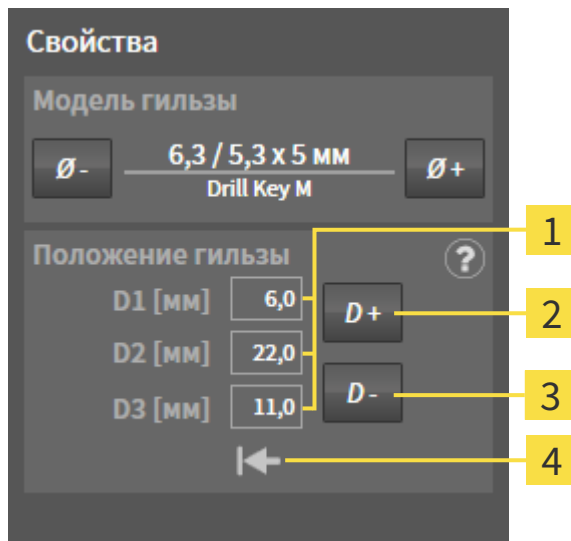 Свойства
Модель гильзы
Ø - 6,3 / 5,3 x 5 мм Ø +
Drill Key M
1
Положение гильзы ?
D1 [мм] 6,0 D + 2
D2 [мм] 22,0
D3 [мм] 11,0 D - 3
4